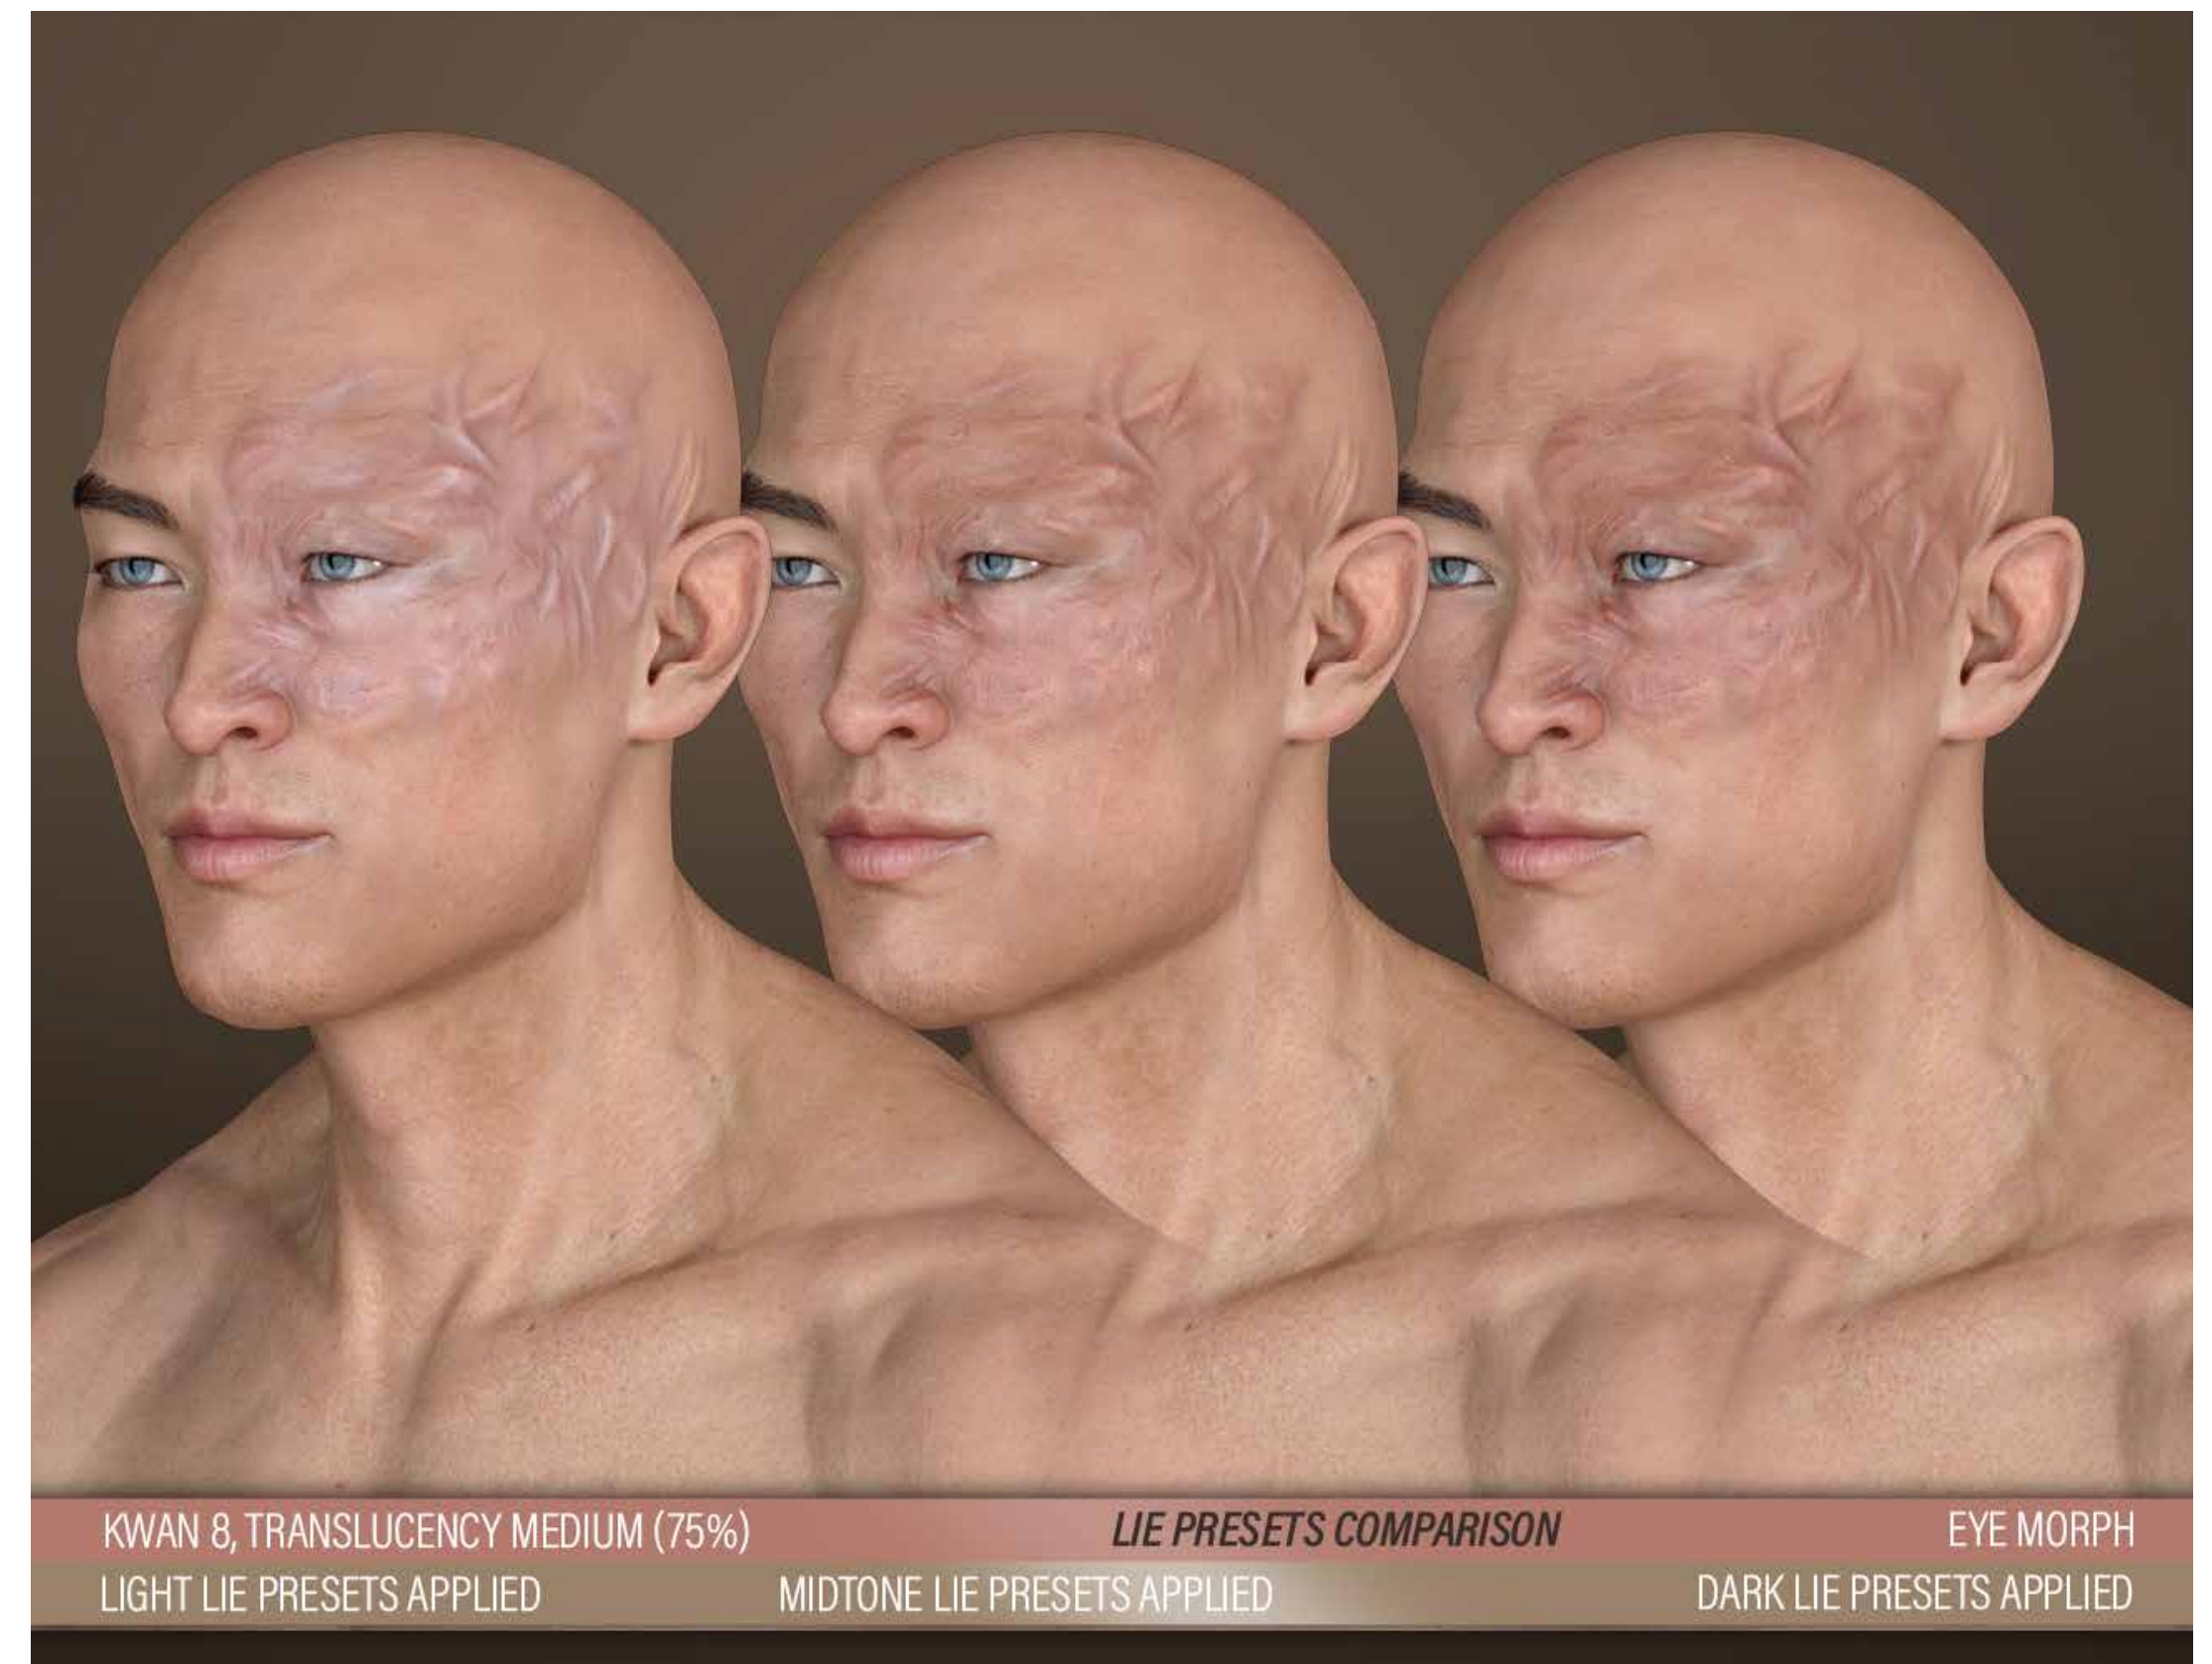 KWAN 8, TRANSLUCENCY MEDIUM (75%) LIE PRESETS COMPARISON EYE MORPH
LIGHT LIE PRESETS APPLIED MIDTONE LIE PRESETS APPLIED DARK LIE PRESETS APPLIED